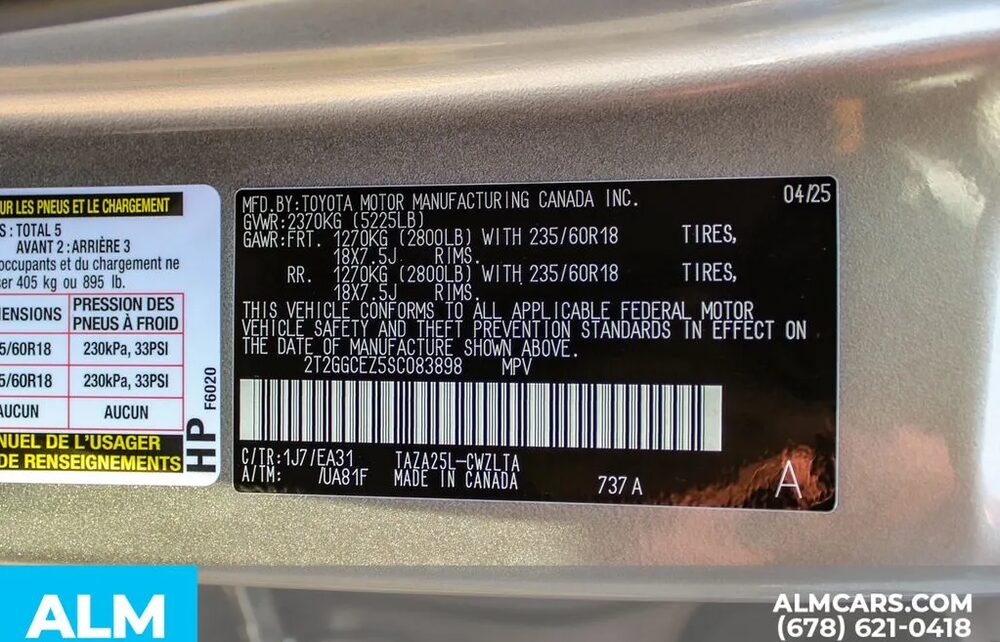 UR LES PNEUS ET LE CHARGEMENT
S : TOTAL 5
AVANT 2 : ARRIÈRE 3
occupants et du chargement ne
ser 405 kg ou 895 lb.
MENSIONS
PRESSION DES
PNEUS À FROID
5/60R18
230kPa, 33PSI
5/60R18
230kPa, 33PSI
AUCUN
AUCUN
NUEL DE L'USAGER
DE RENSEIGNEMENTS
HP
F6020
MFD.BY:TOYOTA MOTOR MANUFACTURING CANADA INC. 04/25
GVWR:2370KG (5225LB)
GAWR:FRT. 1270KG (2800LB) WITH 235/60R18 TIRES,
18X7.5J RIMS.
RR. 1270KG (2800LB) WITH 235/60R18 TIRES,
18X7.5J RIMS.
THIS VEHICLE CONFORMS TO ALL APPLICABLE FEDERAL MOTOR
VEHICLE SAFETY AND THEFT PREVENTION STANDARDS IN EFFECT ON
THE DATE OF MANUFACTURE SHOWN ABOVE.
2T2GGCEZ5SC083898 MPV
C/TR:1J7/EA31 TAZA25L-CWZLTA
A/TM: /UA81F MADE IN CANADA 737 A
A
ALM
ALMCARS.COM
(678) 621-0418